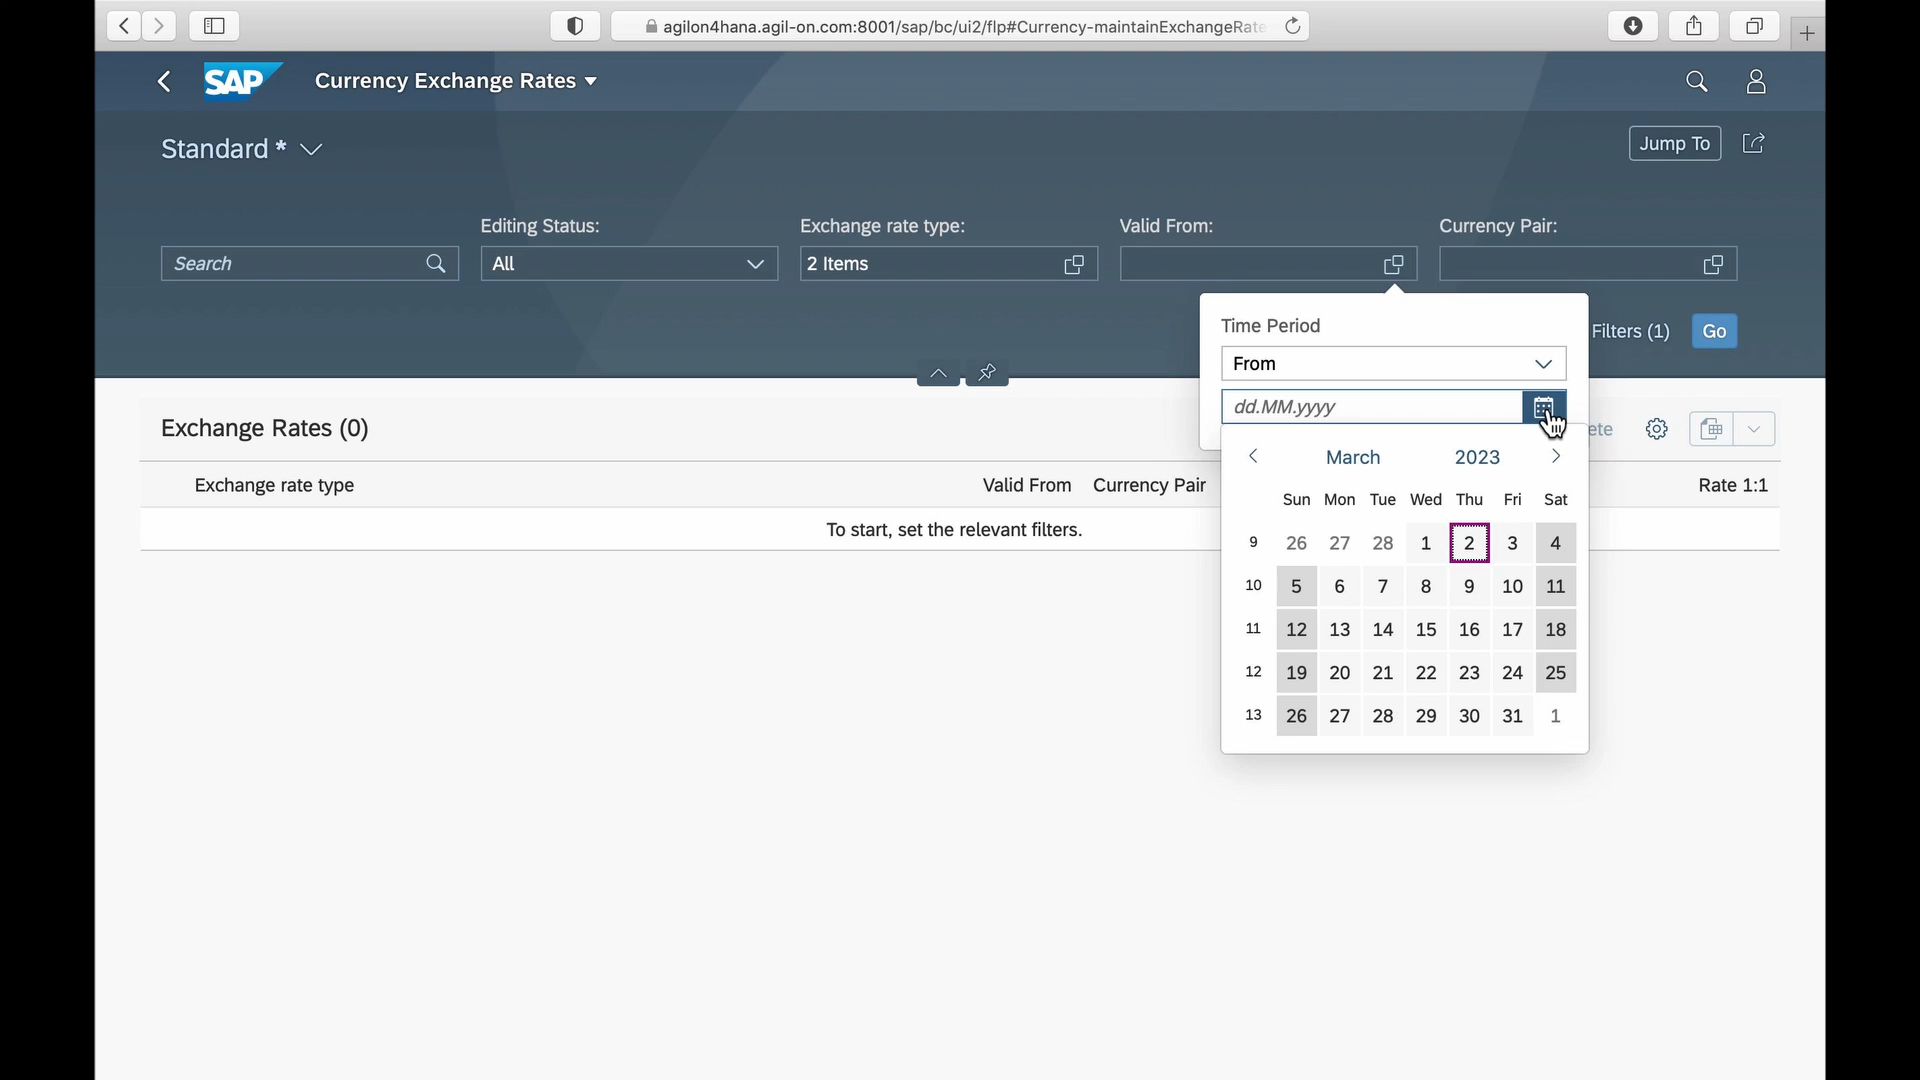 agilon4hana.agil-on.com:8001/sap/bc/ui2/flp#Currency-maintainExchangeRate
SAP
Currency Exchange Rates
Standard *
Jump To
Editing Status:
Exchange rate type:
Valid From:
Currency Pair:
Search
All
2 Items
Time Period
Filters (1)
Go
From
dd.MM.yyyy
Exchange Rates (0)
ete
March
2023
Exchange rate type
Valid From
Currency Pair
Rate 1:1
Sun Mon Tue Wed Thu Fri Sat
To start, set the relevant filters.
9 26 27 28 1 2 3 4
10 5 6 7 8 9 10 11
11 12 13 14 15 16 17 18
12 19 20 21 22 23 24 25
13 26 27 28 29 30 31 1